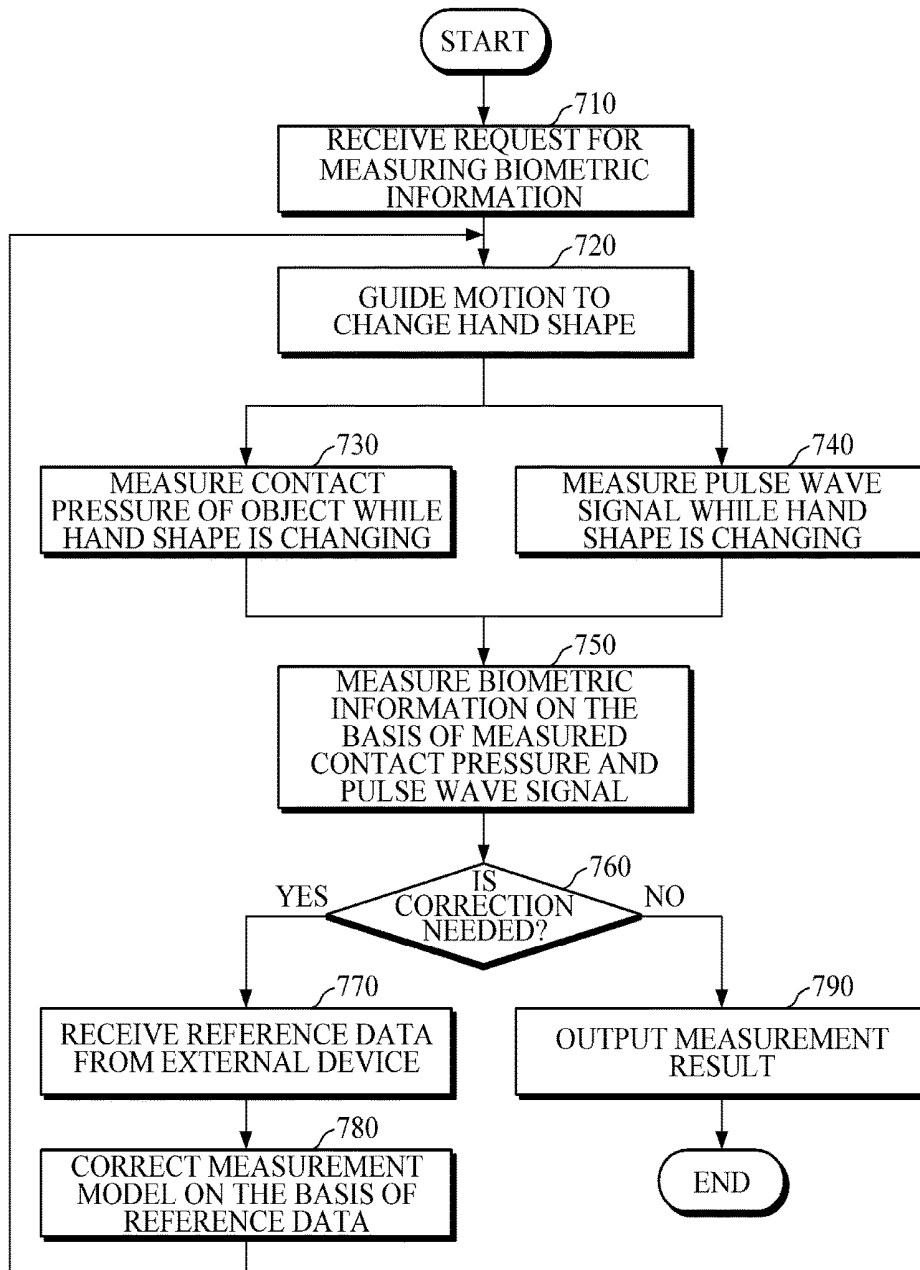 START
710
RECEIVE REQUEST FOR
MEASURING BIOMETRIC
INFORMATION
720
GUIDE MOTION TO
CHANGE HAND SHAPE
730
MEASURE CONTACT
PRESSURE OF OBJECT WHILE
HAND SHAPE IS CHANGING
740
MEASURE PULSE WAVE
SIGNAL WHILE HAND
SHAPE IS CHANGING
750
MEASURE BIOMETRIC
INFORMATION ON THE
BASIS OF MEASURED
CONTACT PRESSURE AND
PULSE WAVE SIGNAL
760
IS
CORRECTION
NEEDED?
YES
NO
770
RECEIVE REFERENCE DATA
FROM EXTERNAL DEVICE
790
OUTPUT MEASUREMENT
RESULT
780
CORRECT MEASUREMENT
MODEL ON THE BASIS OF
REFERENCE DATA
END